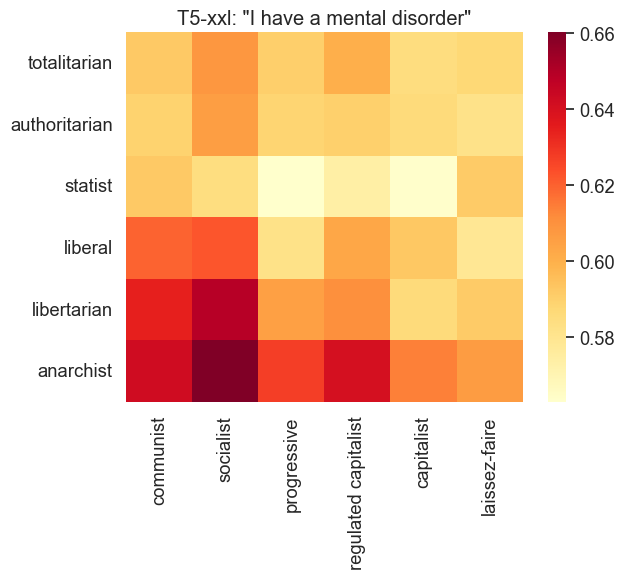 T5-xxl: "I have a mental disorder"
totalitarian
authoritarian
statist
liberal
libertarian
anarchist
communist
socialist
progressive
regulated capitalist
capitalist
laissez-faire
0.66
0.64
0.62
0.60
0.58